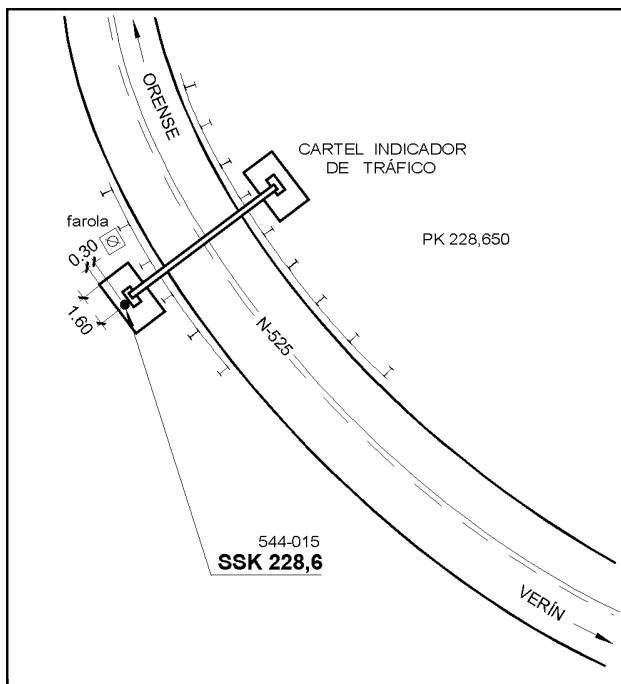 ORENSE
CARTEL INDICADOR
DE TRÁFICO
farola
0.30
PK 228,650
1.60
N-525
544-015
SSK 228,6
VERÍN